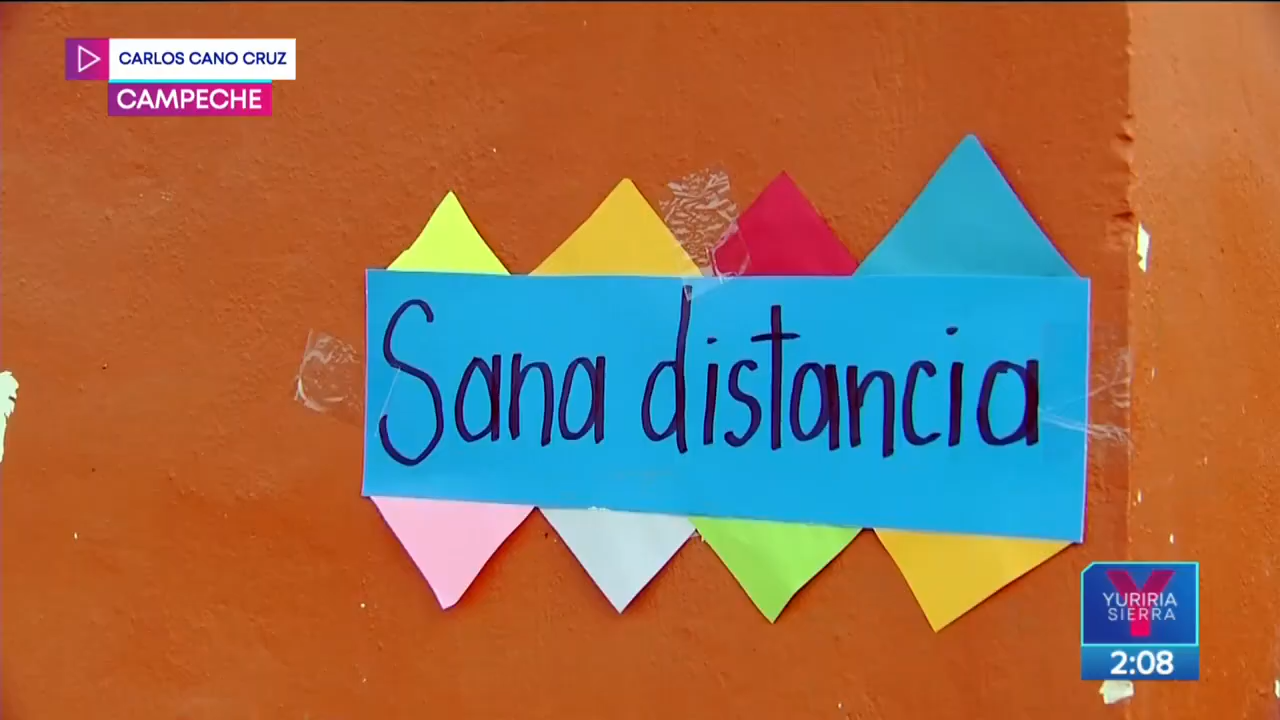 CARLOS CANO CRUZ
CAMPECHE
Sana distancia
YURIRIA
SIERRA
2:08